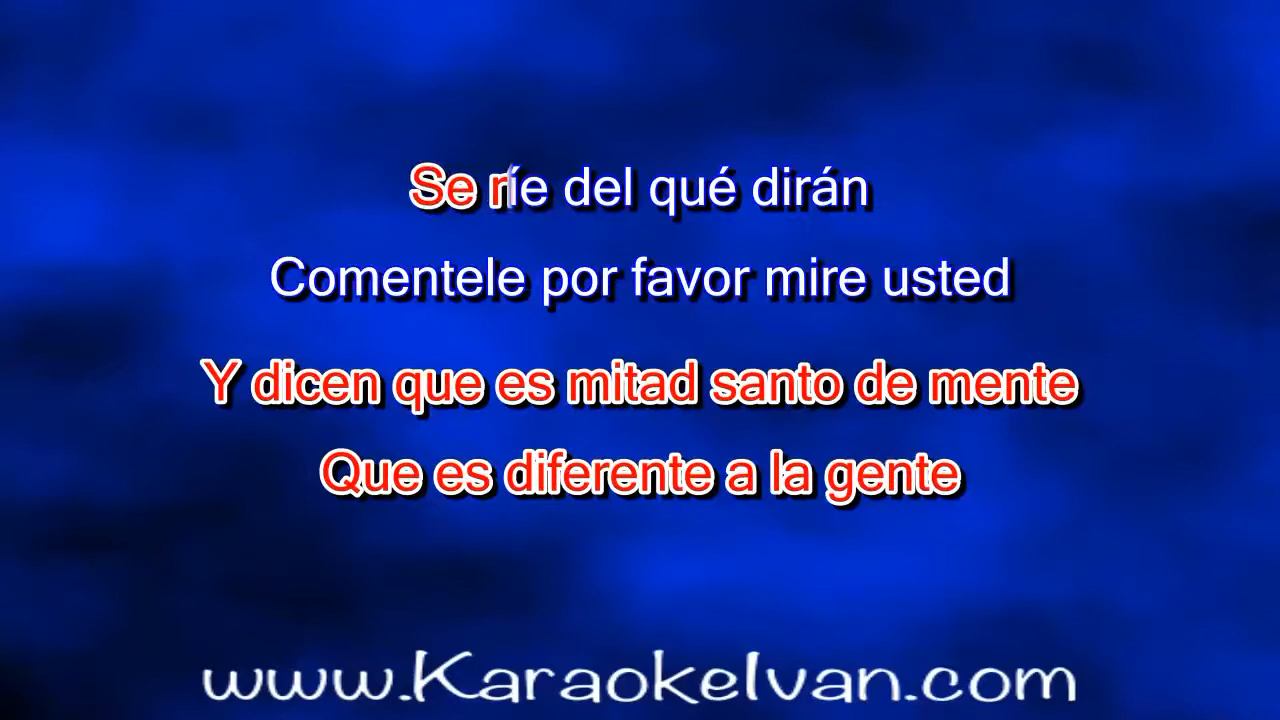 Se ríe del qué dirán
Comentele por favor mire usted
Y dicen que es mitad santo de mente
Que es diferente a la gente
www.KaraokeIvan.com